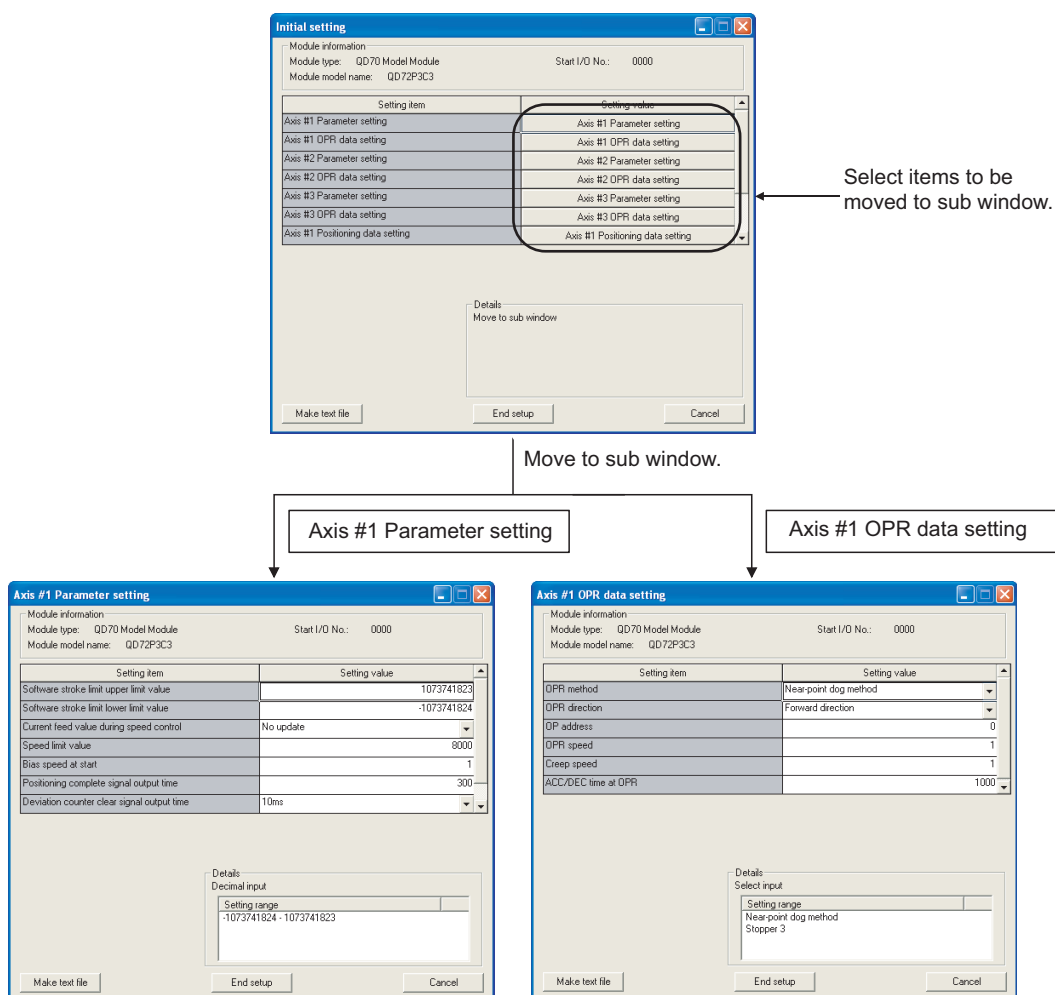 Initial setting
Module information
Module type: QD70 Model Module Start I/O No.: 0000
Module model name: QD72P3C3
Setting item Setting value
Axis #1 Parameter setting Axis #1 Parameter setting
Axis #1 OPR data setting Axis #1 OPR data setting
Axis #2 Parameter setting Axis #2 Parameter setting
Axis #2 OPR data setting Axis #2 OPR data setting
Axis #3 Parameter setting Axis #3 Parameter setting
Axis #3 OPR data setting Axis #3 OPR data setting
Axis #1 Positioning data setting Axis #1 Positioning data setting
Select items to be
moved to sub window.
Details
Move to sub window
Make text file End setup Cancel
Move to sub window.
Axis #1 Parameter setting
Axis #1 OPR data setting
Axis #1 Parameter setting
Module information
Module type: QD70 Model Module Start I/O No.: 0000
Module model name: QD72P3C3
Setting item Setting value
Software stroke limit upper limit value 1073741823
Software stroke limit lower limit value -1073741824
Current feed value during speed control No update
Speed limit value 8000
Bias speed at start 1
Positioning complete signal output time 300
Deviation counter clear signal output time 10ms
Details
Decimal input
Setting range
-1073741824 - 1073741823
Make text file End setup Cancel
Axis #1 OPR data setting
Module information
Module type: QD70 Model Module Start I/O No.: 0000
Module model name: QD72P3C3
Setting item Setting value
OPR method Near-point dog method
OPR direction Forward direction
OP address 0
OPR speed 1
Creep speed 1
ACC/DEC time at OPR 1000
Details
Select input
Setting range
Near-point dog method
Stopper 3
Make text file End setup Cancel